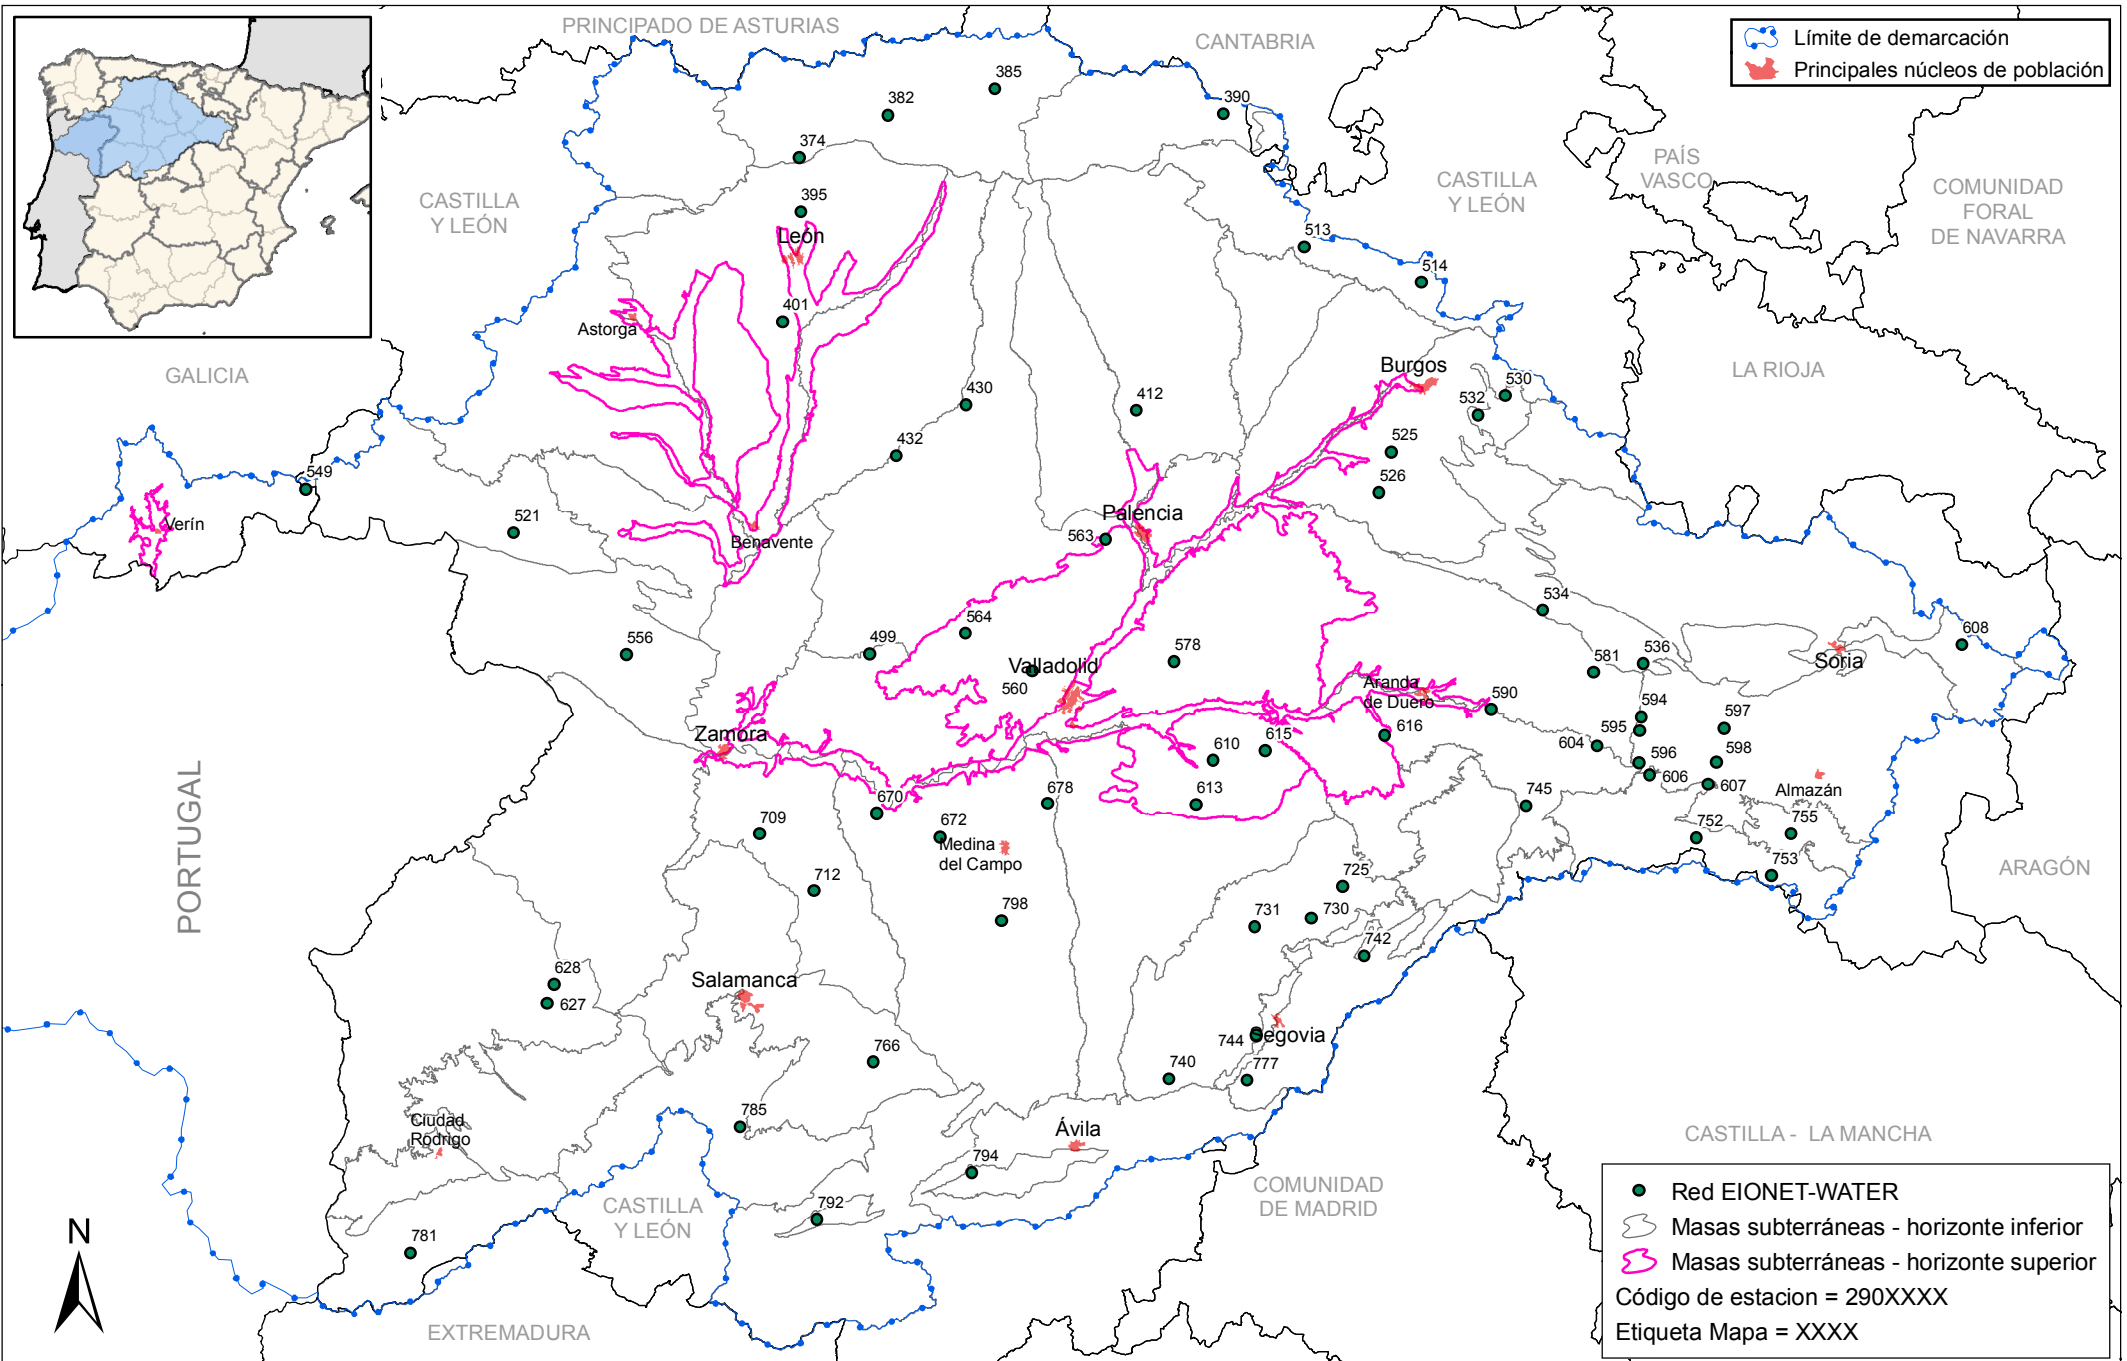 PRINCIPADO DE ASTURIAS
CANTABRIA
Límite de demarcación
Principales núcleos de población
385
382
390
374
395
León
CASTILLA
Y LEÓN
CASTILLA
Y LEÓN
PAÍS
VASCO
COMUNIDAD
FORAL
DE NAVARRA
513
514
401
Astorga
GALICIA
Burgos
LA RIOJA
430
412
530
532
432
525
526
549
521
Verín
Benavente
Palencia
563
534
564
556
499
578
608
Valladolid
560
536
581
Soria
Aranda
de Duero
590
594
595
597
Zamora
616
615
610
604
596
598
606
607
Almazán
PORTUGAL
670
678
613
745
709
672
Medina
del Campo
752
755
753
ARAGÓN
712
725
798
731
730
742
628
627
Salamanca
744
Segovia
766
740
777
785
Ciudad
Rodrigo
Ávila
CASTILLA - LA MANCHA
794
792
CASTILLA
Y LEÓN
COMUNIDAD
DE MADRID
N
781
EXTREMADURA
Red EIONET-WATER
Masas subterráneas - horizonte inferior
Masas subterráneas - horizonte superior
Código de estacion = 290XXXX
Etiqueta Mapa = XXXX